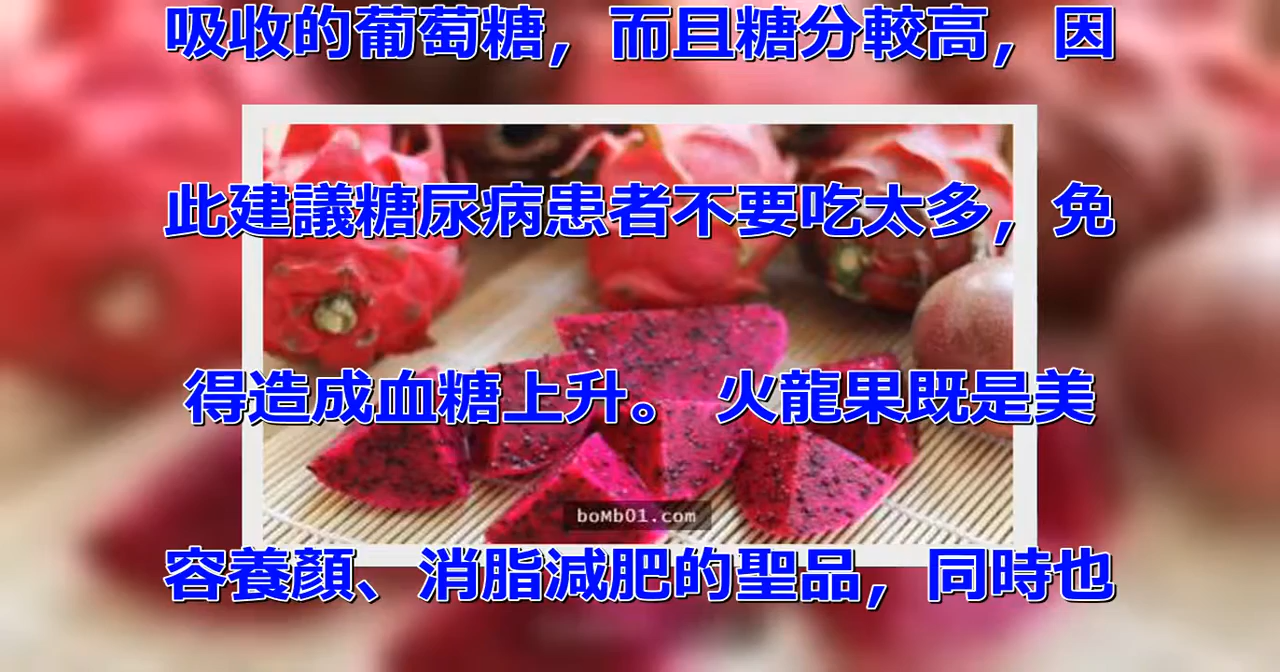 吸收的葡萄糖，而且糖分較高，因
此建議糖尿病患者不要吃太多，免
得造成血糖上升。 火龍果既是美
boMb01.com
容養顏、消脂減肥的聖品，同時也